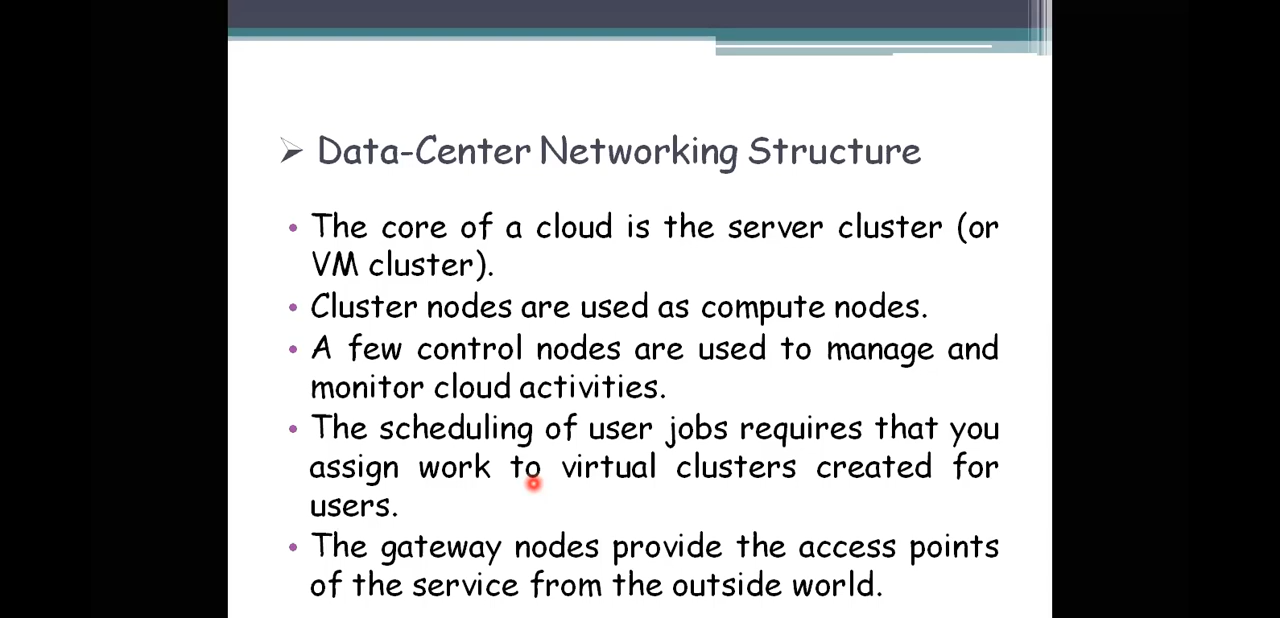 Data-Center Networking Structure
The core of a cloud is the server cluster (or
VM cluster).
Cluster nodes are used as compute nodes.
A few control nodes are used to manage and
monitor cloud activities.
The scheduling of user jobs requires that you
assign work to virtual clusters created for
users.
The gateway nodes provide the access points
of the service from the outside world.